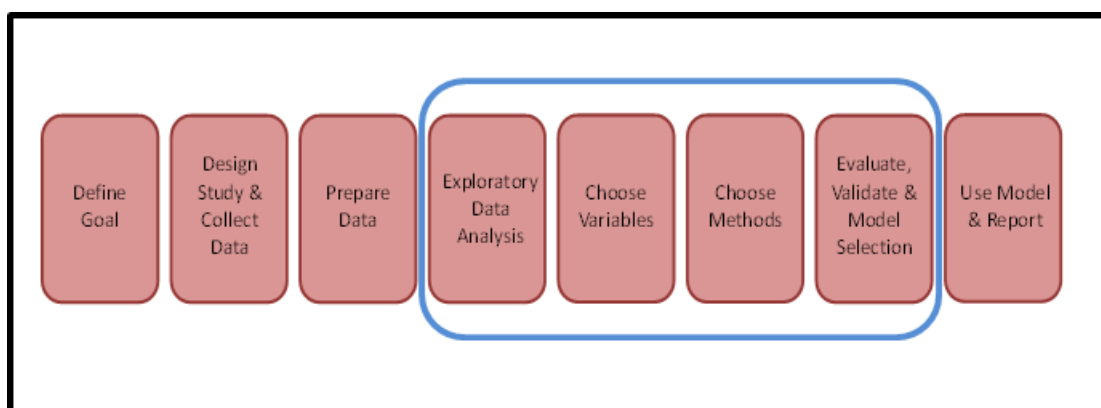 Define
Goal
Design
Study &
Collect
Data
Prepare
Data
Exploratory
Data
Analysis
Choose
Variables
Choose
Methods
Evaluate,
Validate &
Model
Selection
Use Model
& Report